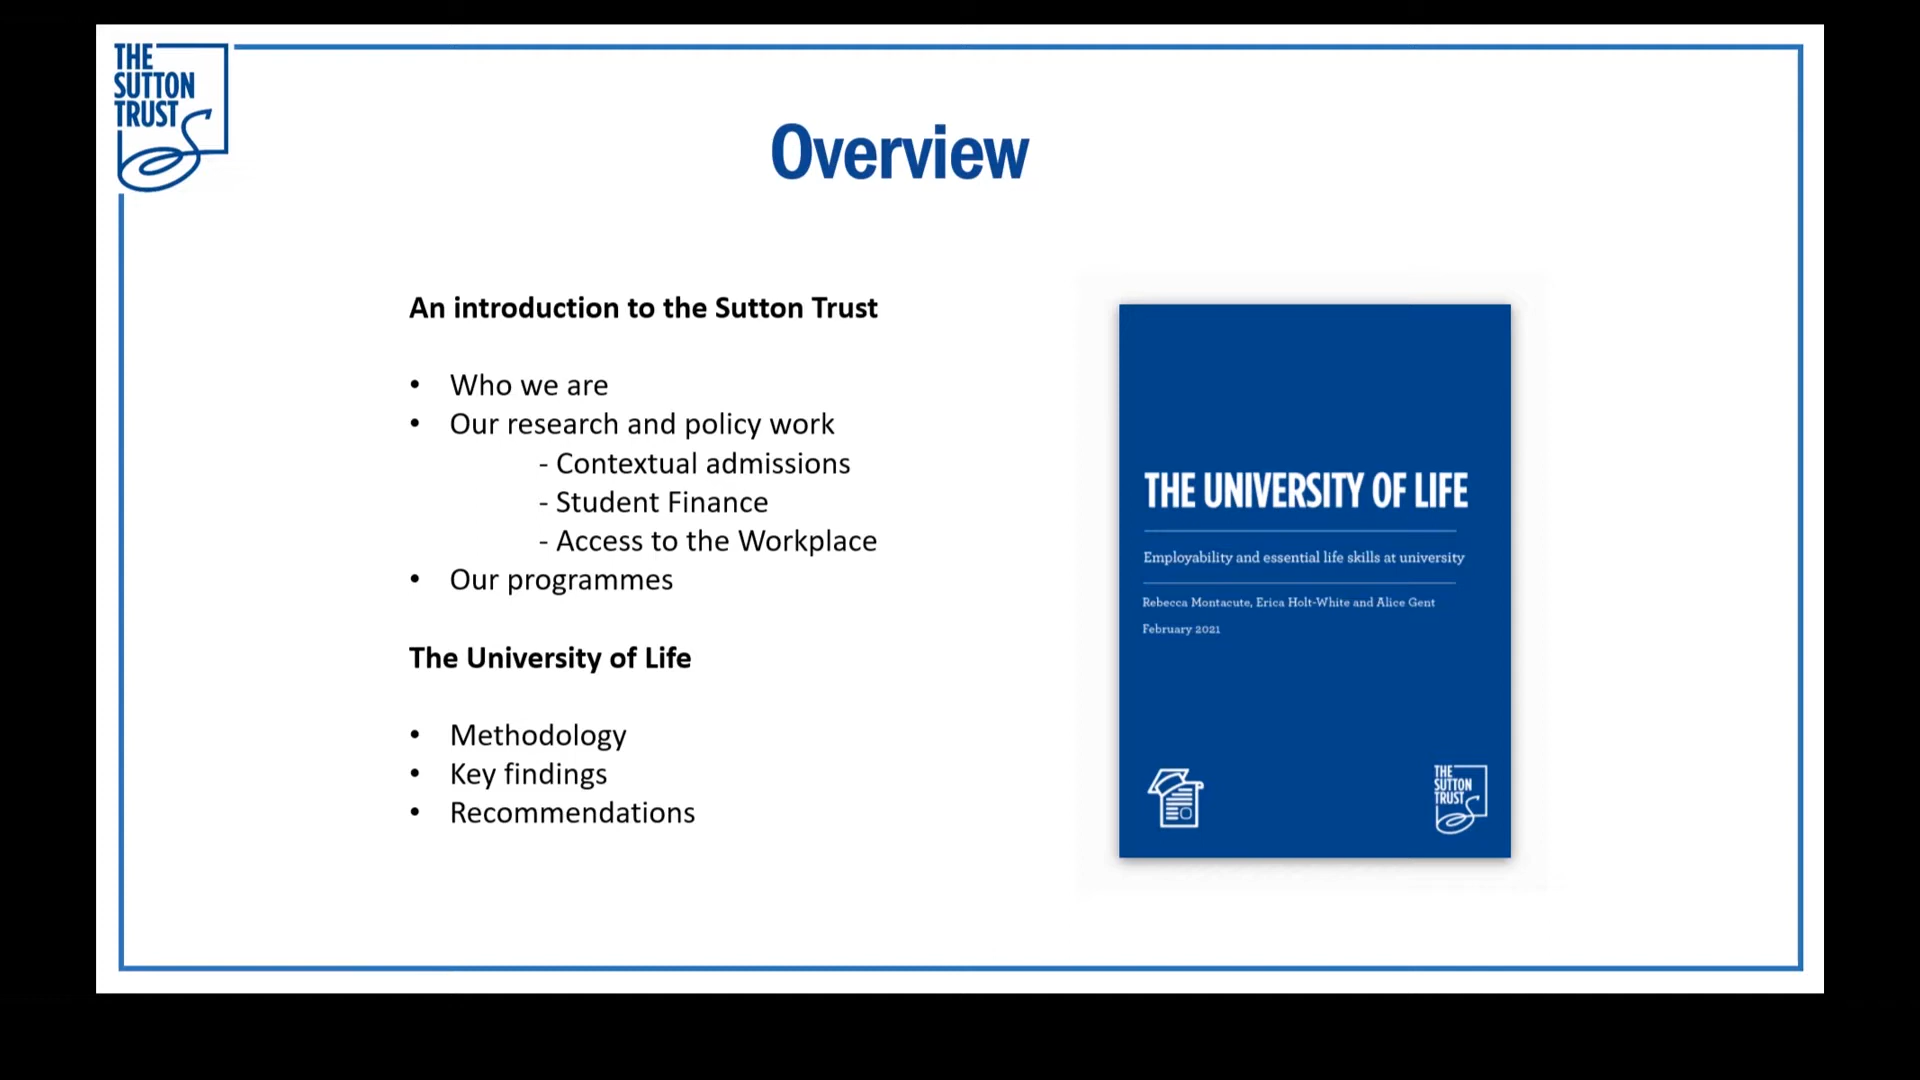 THE
SUTTON
TRUST
Overview
An introduction to the Sutton Trust
• Who we are
• Our research and policy work
- Contextual admissions
- Student Finance
- Access to the Workplace
• Our programmes
The University of Life
• Methodology
• Key findings
• Recommendations
THE UNIVERSITY OF LIFE
Employability and essential life skills at university
Rebecca Montacute, Erica Holt-White and Alice Gent
February 2021
THE
SUTTON
TRUST